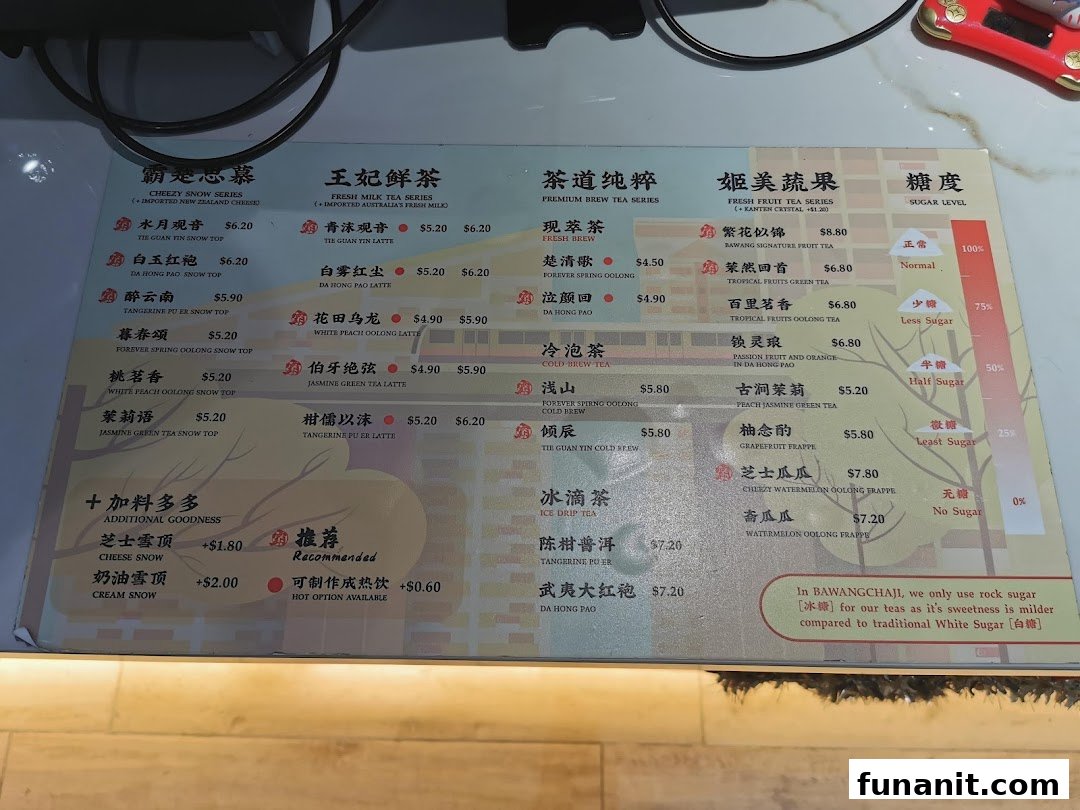 霸楚思慕
CHEEZY SNOW SERIES
(+ IMPORTED NEW ZEALAND CHEESE)
水月观音 $6.20
TIE GUAN YIN SNOW TOP
白玉红袍 $6.20
DA HONG PAO SNOW TOP
醉云南 $5.90
TANGERINE PU ER SNOW TOP
暮春颂 $5.20
FOREVER SPRING OOLONG SNOW TOP
桃茗香 $5.20
WHITE PEACH OOLONG SNOW TOP
茉莉语 $5.20
JASMINE GREEN TEA SNOW TOP
+ 加料多多
ADDITIONAL GOODNESS
芝士雪顶 +$1.80
CHEESE SNOW
奶油雪顶 +$2.00
CREAM SNOW
推荐
Recommended
可制作成热饮 +$0.60
HOT OPTION AVAILABLE
王妃鲜茶
FRESH MILK TEA SERIES
(+ IMPORTED AUSTRALIA'S FRESH MILK)
青沫观音 $5.20 $6.20
TIE GUAN YIN LATTE
白雾红尘 $5.20 $6.20
DA HONG PAO LATTE
花田乌龙 $4.90 $5.90
WHITE PEACH OOLONG LATTE
伯牙绝弦 $4.90 $5.90
JASMINE GREEN TEA LATTE
柑儒以沫 $5.20 $6.20
TANGERINE PU ER LATTE
茶道纯粹
PREMIUM BREW TEA SERIES
现萃茶
FRESH BREW
楚清歌 $4.50
FOREVER SPRING OOLONG
泣颜回 $4.90
DA HONG PAO
冷泡茶
COLD BREW TEA
浅山 $5.80
FOREVER SPIRNG OOLONG
COLD BREW
倾辰 $5.80
TIE GUAN YIN COLD BREW
冰滴茶
ICE DRIP TEA
陈柑普洱 $7.20
TANGERINE PU ER
武夷大红袍 $7.20
DA HONG PAO
姬美蔬果
FRESH FRUIT TEA SERIES
(+ KANTEN CRYSTAL +$1.20)
繁花似锦 $8.80
BAWANG SIGNATURE FRUIT TEA
茉然回首 $6.80
TROPICAL FRUITS GREEN TEA
百里茗香 $6.80
TROPICAL FRUITS OOLONG TEA
锁灵琅 $6.80
PASSION FRUIT AND ORANGE
IN DA HONG PAO
古涧茉莉 $5.20
PEACH JASMINE GREEN TEA
柚念酌 $5.80
GRAPEFRUIT FRAPPE
芝士瓜瓜 $7.80
CHEEZY WATERMELON OOLONG FRAPPE
斋瓜瓜 $7.20
WATERMELON OOLONG FRAPPE
糖度
SUGAR LEVEL
正常 100%
Normal
少糖 75%
Less Sugar
半糖 50%
Half Sugar
微糖 25%
Least Sugar
无糖 0%
No Sugar
In BAWANGCHAJI, we only use rock sugar
[冰糖] for our teas as it's sweetness is milder
compared to traditional White Sugar [白糖]
funanit.com